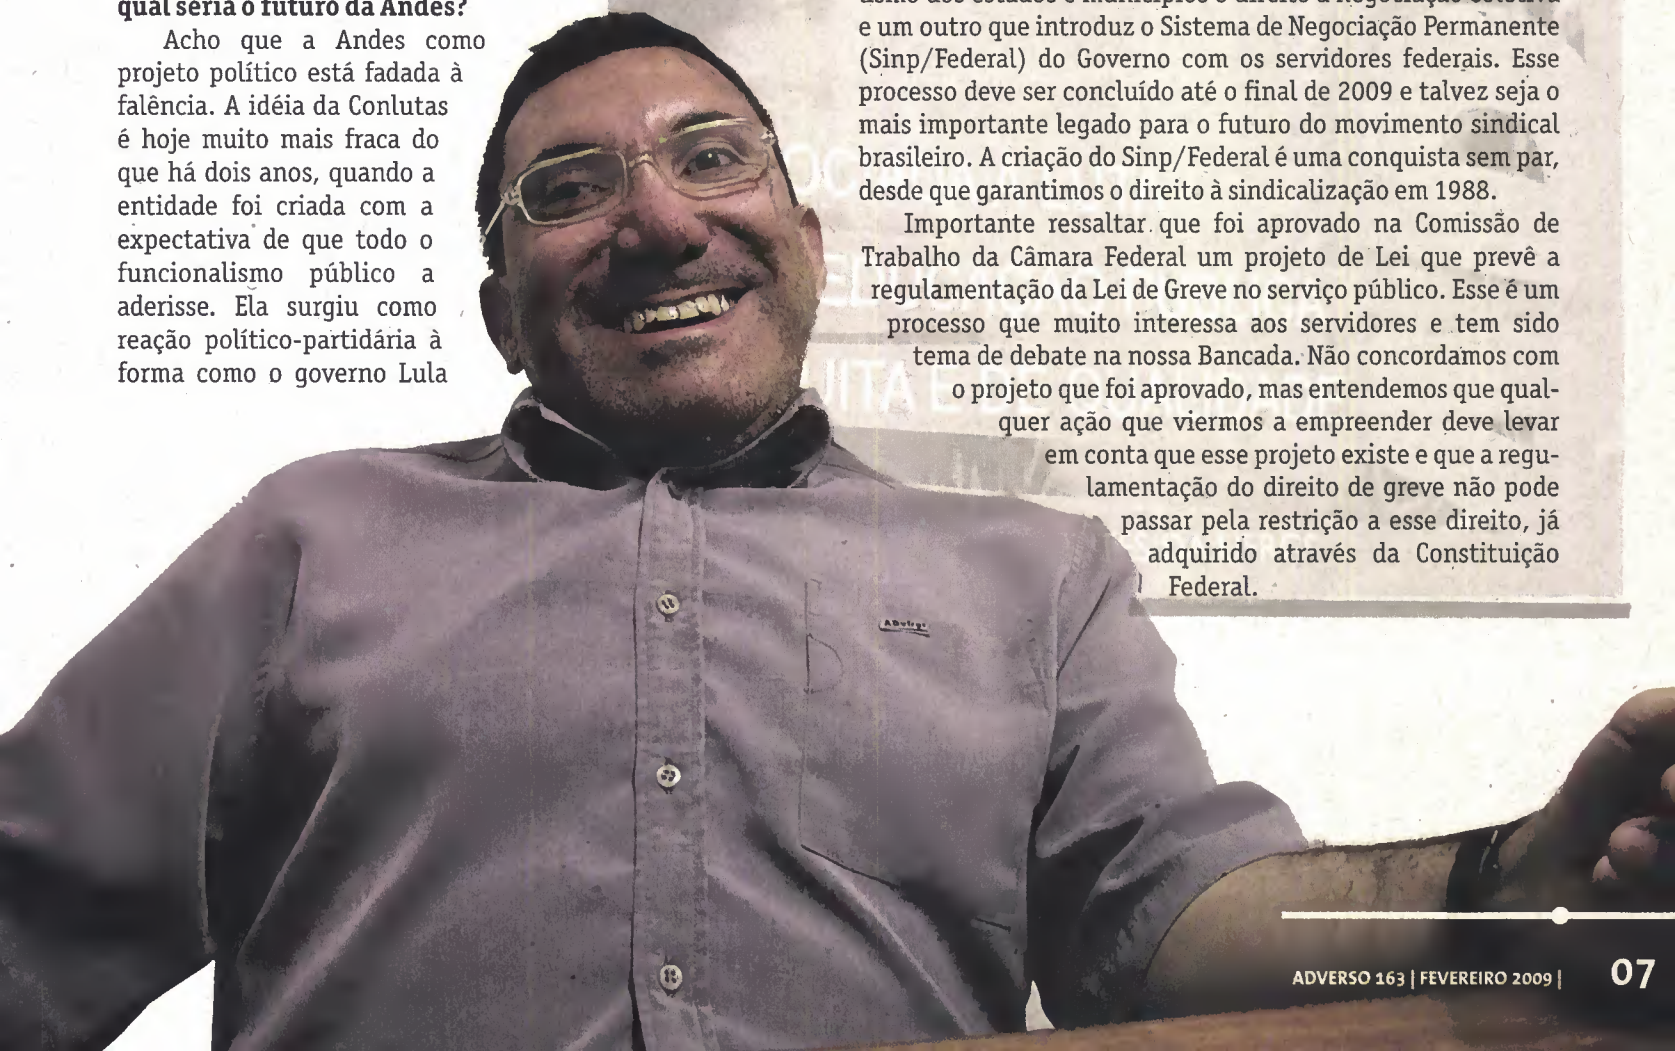 qual seria o futuro da Andes?
Acho que a Andes como
projeto político está fadada à
falência. A idéia da Conlutas
é hoje muito mais fraca do
que há dois anos, quando a
entidade foi criada com a
expectativa de que todo o
funcionalismo público a
aderisse. Ela surgiu como
reação político-partidária à
forma como o governo Lula
e um outro que introduz o Sistema de Negociação Permanente
(Sinp/Federal) do Governo com os servidores federais. Esse
processo deve ser concluído até o final de 2009 e talvez seja o
mais importante legado para o futuro do movimento sindical
brasileiro. A criação do Sinp/Federal é uma conquista sem par,
desde que garantimos o direito à sindicalização em 1988.
Importante ressaltar que foi aprovado na Comissão de
Trabalho da Câmara Federal um projeto de Lei que prevê a
regulamentação da Lei de Greve no serviço público. Esse é um
processo que muito interessa aos servidores e tem sido
tema de debate na nossa Bancada. Não concordamos com
o projeto que foi aprovado, mas entendemos que qual-
quer ação que viermos a empreender deve levar
em conta que esse projeto existe e que a regu-
lamentação do direito de greve não pode
passar pela restrição a esse direito, já
adquirido através da Constituição
Federal.
ADVERSO 163 | FEVEREIRO 2009 | 07